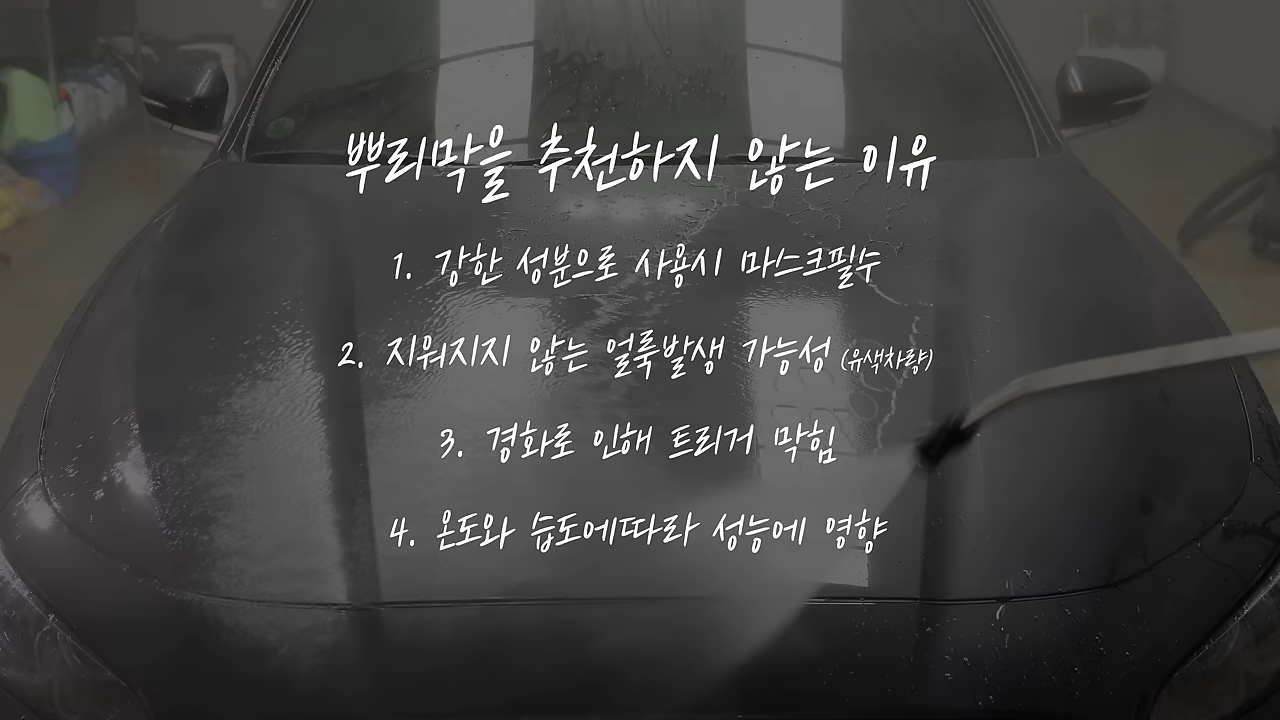 뿌리막을 추천하지 않는 이유
1. 강한 성분으로 사용시 마스크필수
2. 지워지지 않는 얼룩발생 가능성 (유색차량)
3. 경화로 인해 트리거 막힘
4. 온도와 습도에따라 성능에 영향